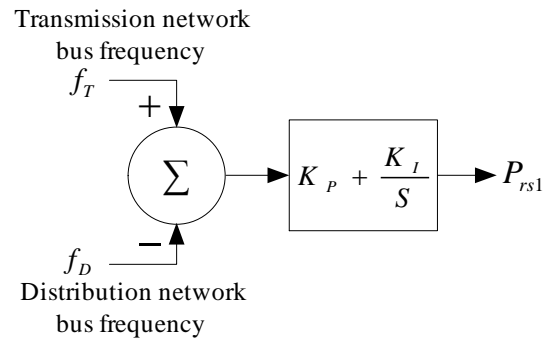 Transmission network
bus frequency
f_T
+
Σ
K_P + K_I / S
P_rs1
−
f_D
Distribution network
bus frequency